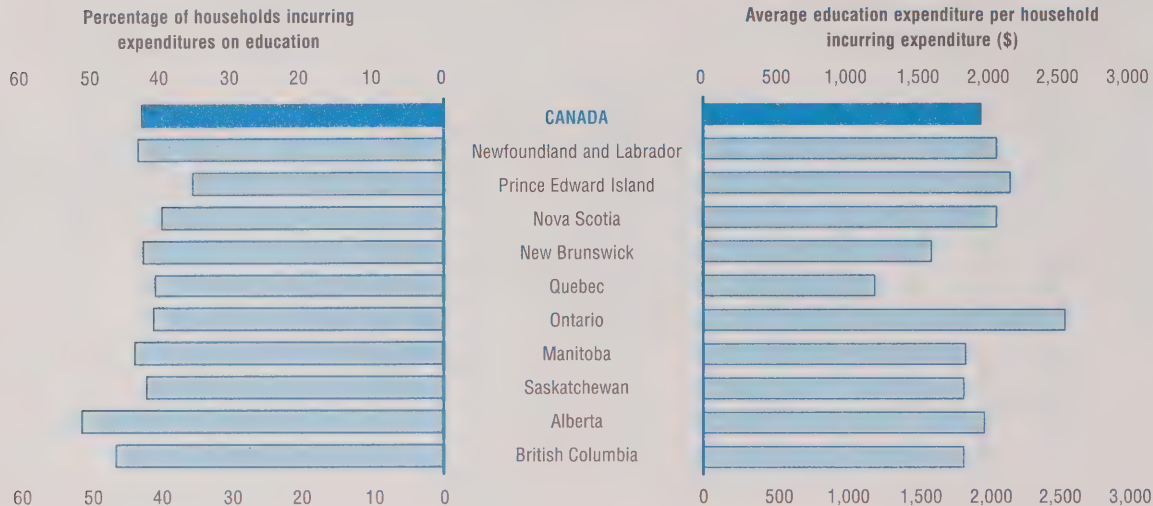 Percentage of households incurring
expenditures on education
60 50 40 30 20 10 0
Average education expenditure per household
incurring expenditure ($)
0 500 1,000 1,500 2,000 2,500 3,000
CANADA
Newfoundland and Labrador
Prince Edward Island
Nova Scotia
New Brunswick
Quebec
Ontario
Manitoba
Saskatchewan
Alberta
British Columbia
60 50 40 30 20 10 0
0 500 1,000 1,500 2,000 2,500 3,000